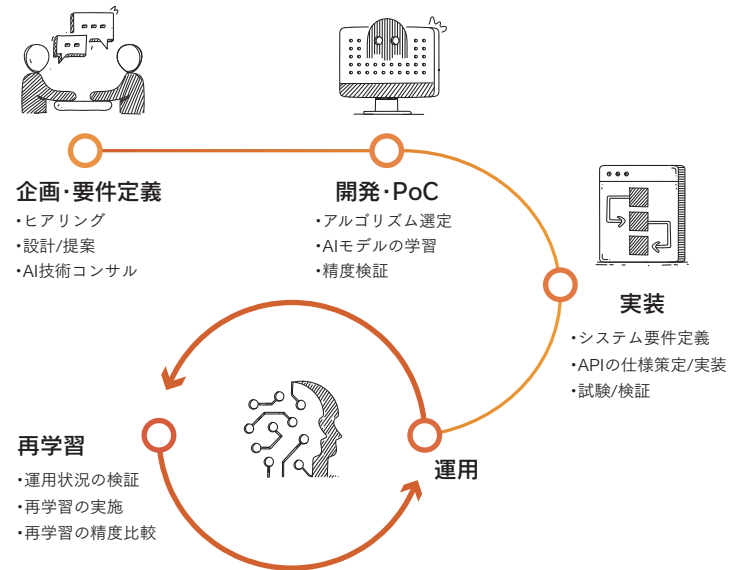 企画・要件定義
・ヒアリング
・設計/提案
・AI技術コンサル
開発・PoC
・アルゴリズム選定
・AIモデルの学習
・精度検証
実装
・システム要件定義
・APIの仕様策定/実装
・試験/検証
運用
再学習
・運用状況の検証
・再学習の実施
・再学習の精度比較